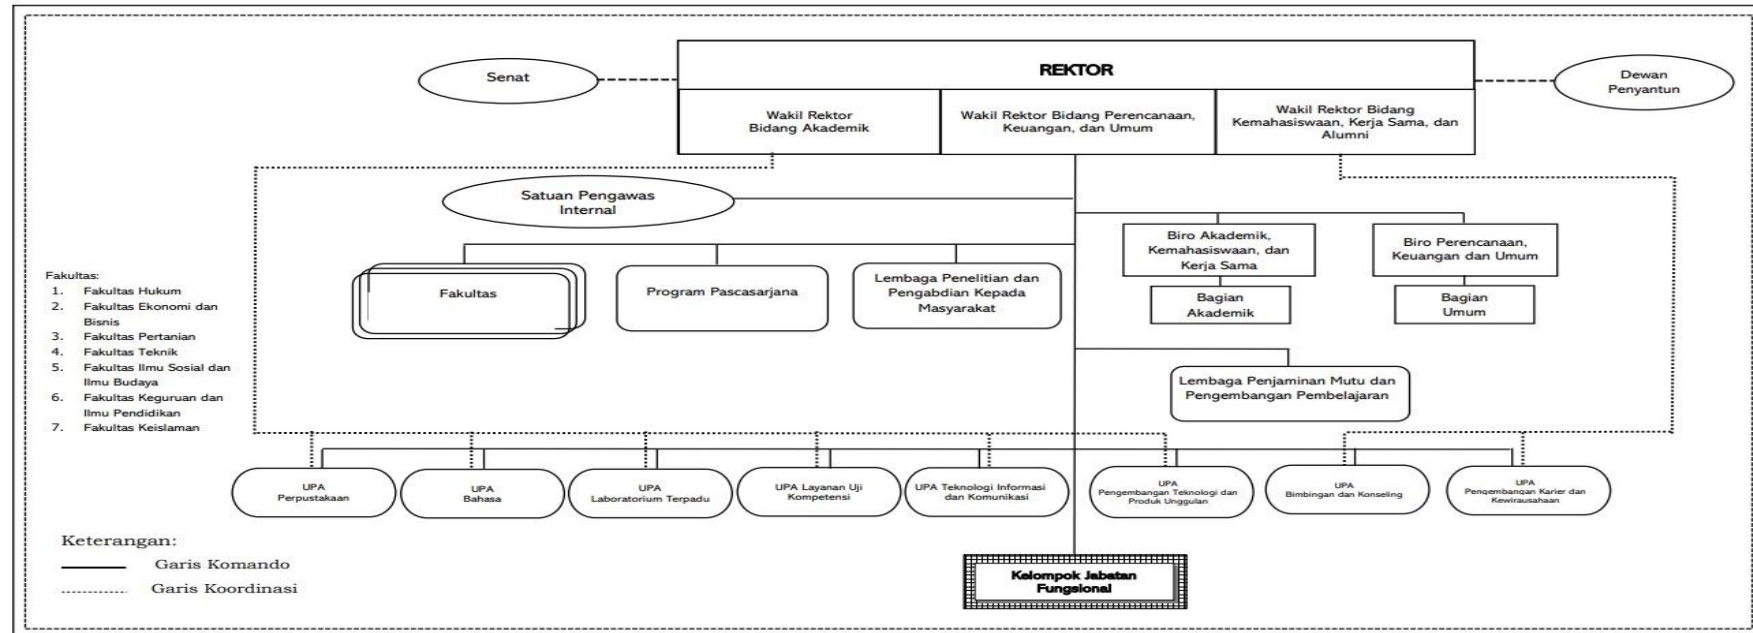 REKTOR
Senat
Dewan
Penyantun
Wakil Rektor
Bidang Akademik
Wakil Rektor Bidang Perencanaan,
Keuangan, dan Umum
Wakil Rektor Bidang
Kemahasiswaan, Kerja Sama, dan
Alumni
Satuan Pengawas
Internal
Biro Akademik,
Kemahasiswaan, dan
Kerja Sama
Biro Perencanaan,
Keuangan dan Umum
Bagian
Akademik
Bagian
Umum
Fakultas
Program Pascasarjana
Lembaga Penelitian dan
Pengabdian Kepada
Masyarakat
Fakultas:
1. Fakultas Hukum
2. Fakultas Ekonomi dan
Bisnis
3. Fakultas Pertanian
4. Fakultas Teknik
5. Fakultas Ilmu Sosial dan
Ilmu Budaya
6. Fakultas Keguruan dan
Ilmu Pendidikan
7. Fakultas Keislaman
Lembaga Penjaminan Mutu dan
Pengembangan Pembelajaran
UPA
Perpustakaan
UPA
Bahasa
UPA
Laboratorium Terpadu
UPA Layanan Uji
Kompetensi
UPA Teknologi Informasi
dan Komunikasi
UPA
Pengembangan Teknologi dan
Produk Unggulan
UPA
Bimbingan dan Konseling
UPA
Pengembangan Karier dan
Kewirausahaan
Keterangan:
Garis Komando
Garis Koordinasi
Kelompok Jabatan
Fungsional